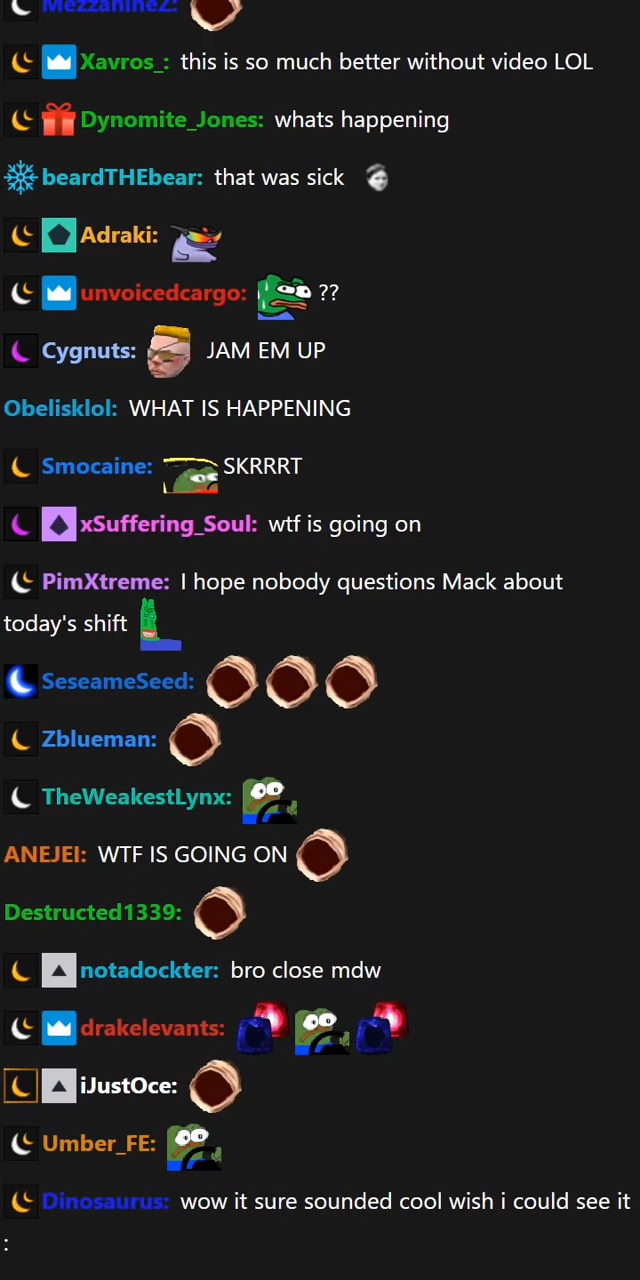 MezzanineZ:
Xavros_: this is so much better without video LOL
Dynomite_Jones: whats happening
beardTHEbear: that was sick
Adraki:
unvoicedcargo: ??
Cygnuts: JAM EM UP
Obelisklol: WHAT IS HAPPENING
Smocaine: SKRRRT
xSuffering_Soul: wtf is going on
PimXtreme: I hope nobody questions Mack about
today's shift
SeseameSeed:
Zblueman:
TheWeakestLynx:
ANEJEI: WTF IS GOING ON
Destructed1339:
notadockter: bro close mdw
drakelevants:
iJustOce:
Umber_FE:
Dinosaurus: wow it sure sounded cool wish i could see it
: